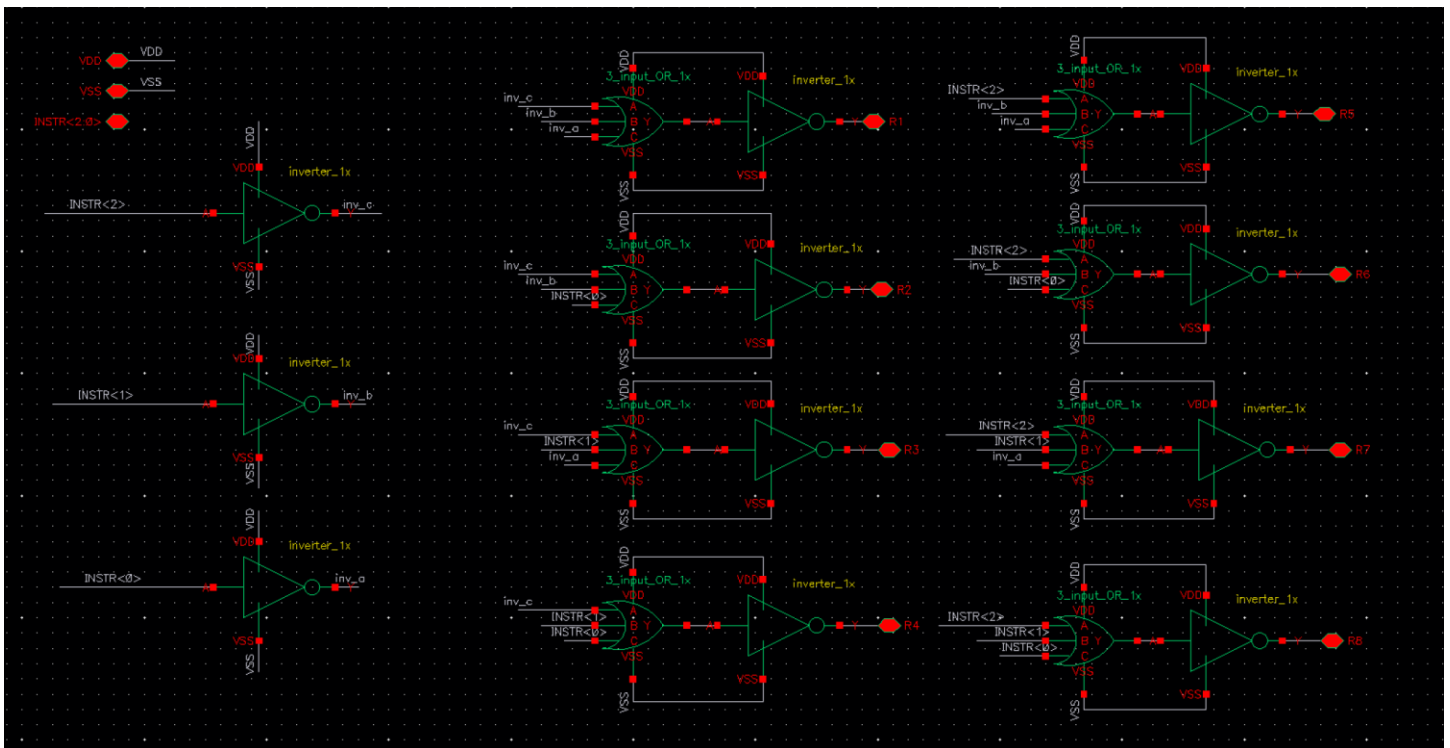 VDD VDD
VSS VSS
INSTR<2:0>
VDD
VDD
inverter_1x
INSTR<2> A Y inv_c
VSS
VSS
VDD
VDD
inverter_1x
INSTR<1> A Y inv_b
VSS
VSS
VDD
VDD
inverter_1x
INSTR<0> A Y inv_a
VSS
VSS
VDD
3_input_OR_1x
VDD VDD
inverter_1x
inv_c A
inv_b B Y A Y R1
inv_a C
VSS VSS
VSS
VDD
3_input_OR_1x
VDD VDD
inverter_1x
inv_c A
inv_b B Y A Y R2
INSTR<0> C
VSS VSS
VSS
VDD
3_input_OR_1x
VDD VDD
inverter_1x
inv_c A
INSTR<1> B Y A Y R3
inv_a C
VSS VSS
VSS
VDD
3_input_OR_1x
VDD VDD
inverter_1x
inv_c A
INSTR<1> B Y A Y R4
INSTR<0> C
VSS VSS
VSS
VDD
3_input_OR_1x
VDD VDD
inverter_1x
INSTR<2> A
inv_b B Y A Y R5
inv_a C
VSS VSS
VSS
VDD
3_input_OR_1x
VDD VDD
inverter_1x
INSTR<2> A
inv_b B Y A Y R6
INSTR<0> C
VSS VSS
VSS
VDD
3_input_OR_1x
VDD VDD
inverter_1x
INSTR<2> A
INSTR<1> B Y A Y R7
inv_a C
VSS VSS
VSS
VDD
3_input_OR_1x
VDD VDD
inverter_1x
INSTR<2> A
INSTR<1> B Y A Y R8
INSTR<0> C
VSS VSS
VSS